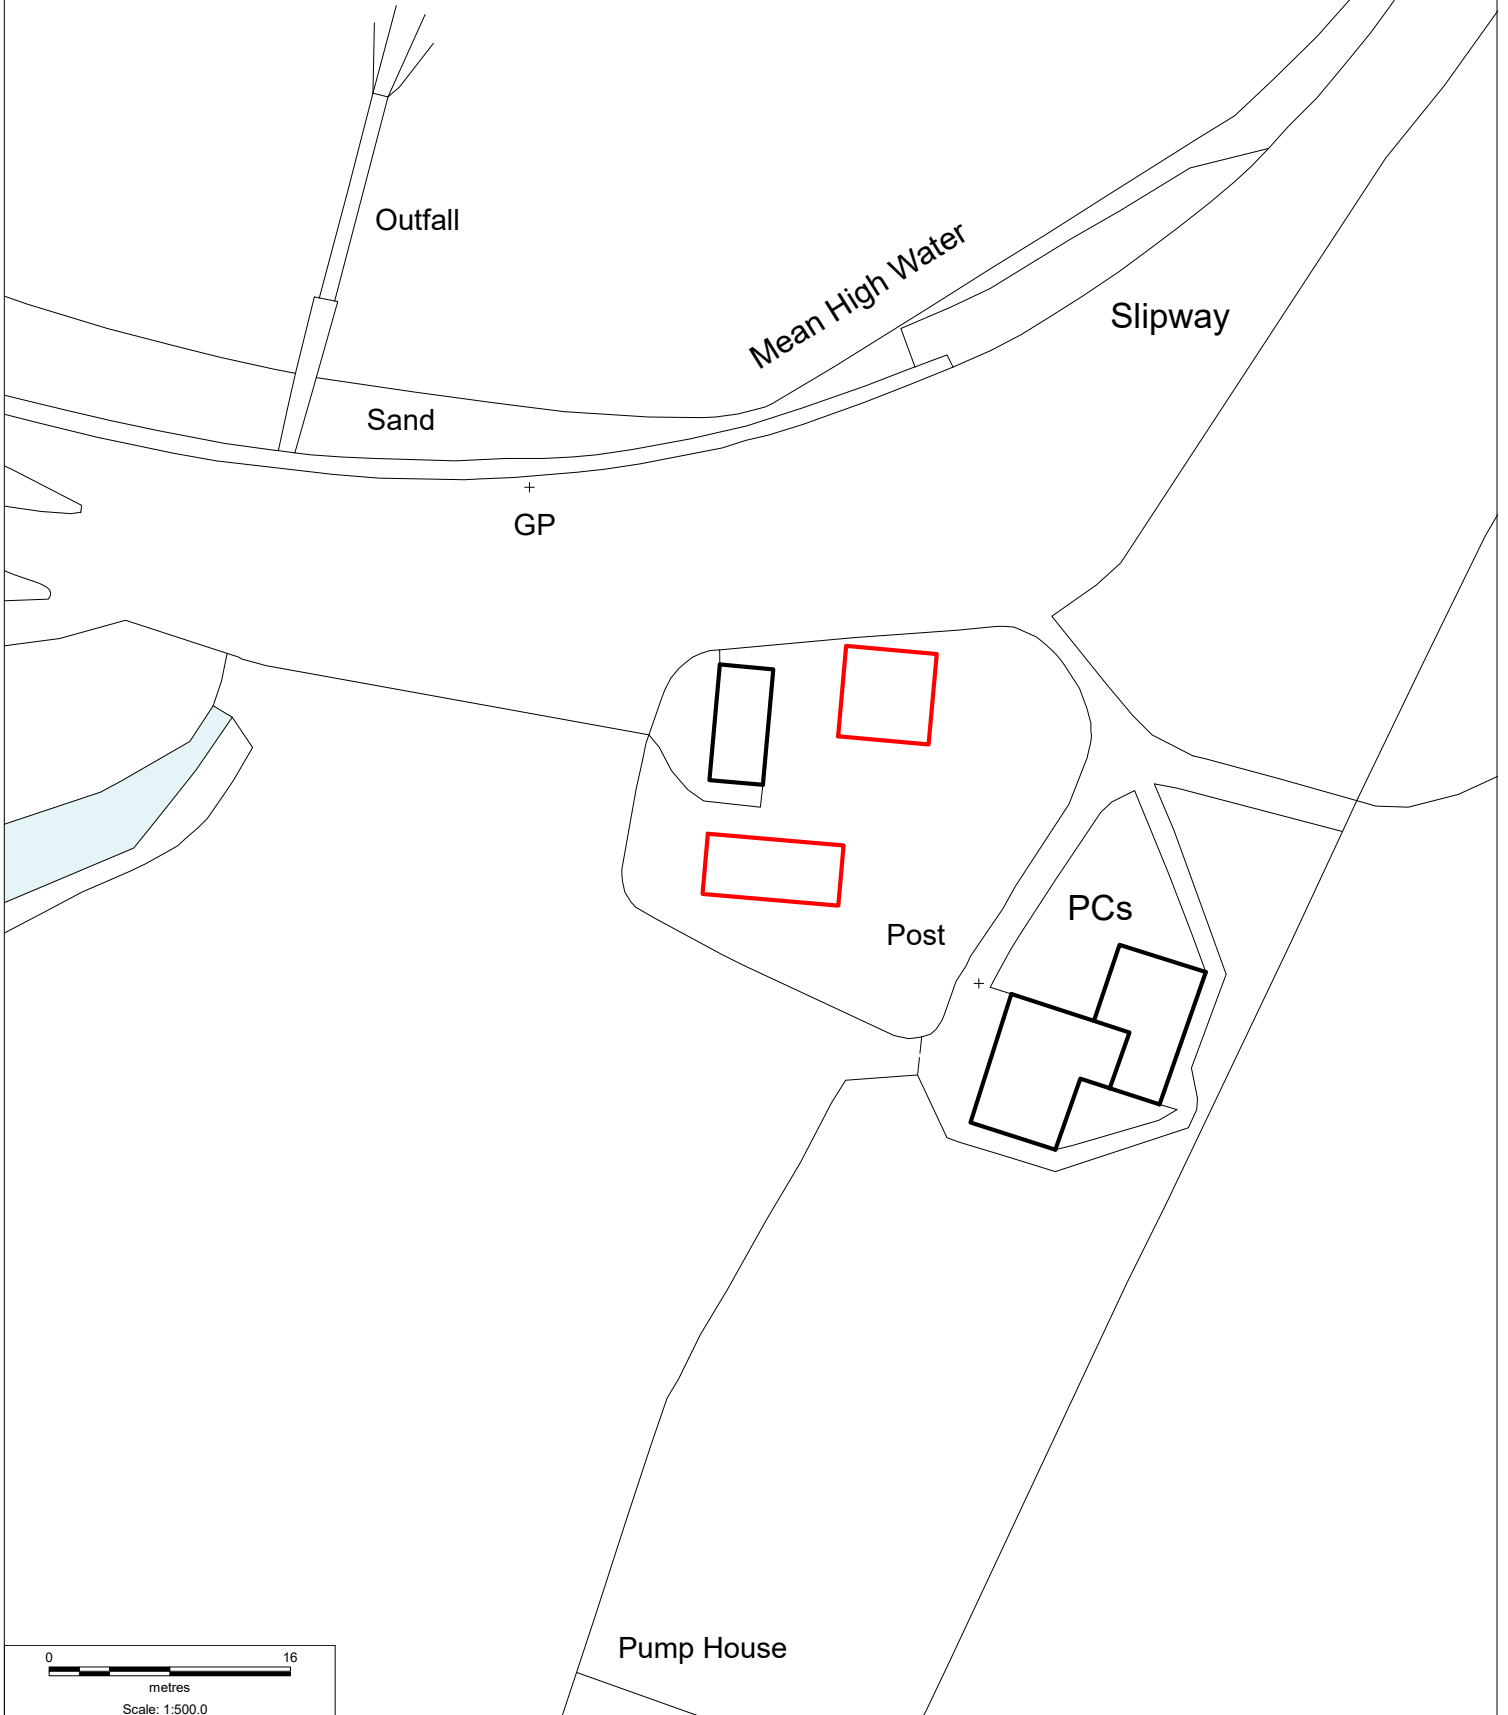 Outfall
Mean High Water
Slipway
Sand
GP
PCs
Post
Pump House
0 16
metres
Scale: 1:500.0